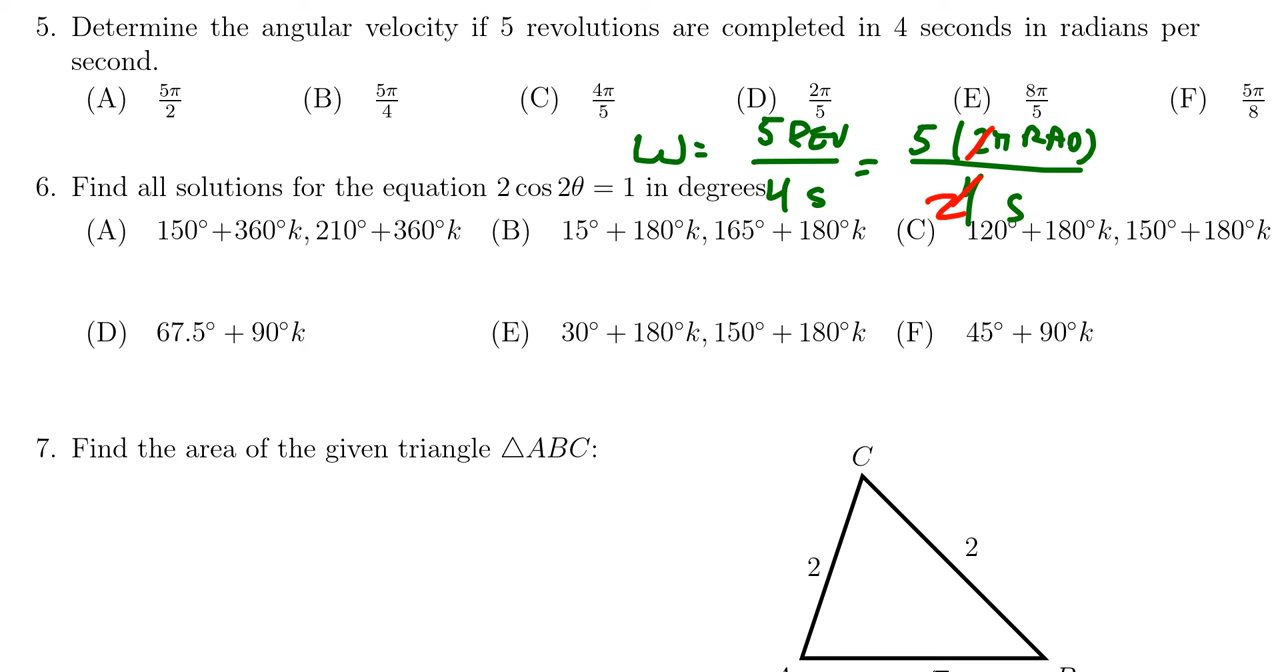 5. Determine the angular velocity if 5 revolutions are completed in 4 seconds in radians per
second.
(A) 5π/2 (B) 5π/4 (C) 4π/5 (D) 2π/5 (E) 8π/5 (F) 5π/8
ω = 5 REV / 4 s = 5 (2π RAD) / 4 s
2
6. Find all solutions for the equation 2 cos 2θ = 1 in degrees
(A) 150° + 360°k, 210° + 360°k (B) 15° + 180°k, 165° + 180°k (C) 120° + 180°k, 150° + 180°k
(D) 67.5° + 90°k (E) 30° + 180°k, 150° + 180°k (F) 45° + 90°k
7. Find the area of the given triangle △ABC:
C
2
2